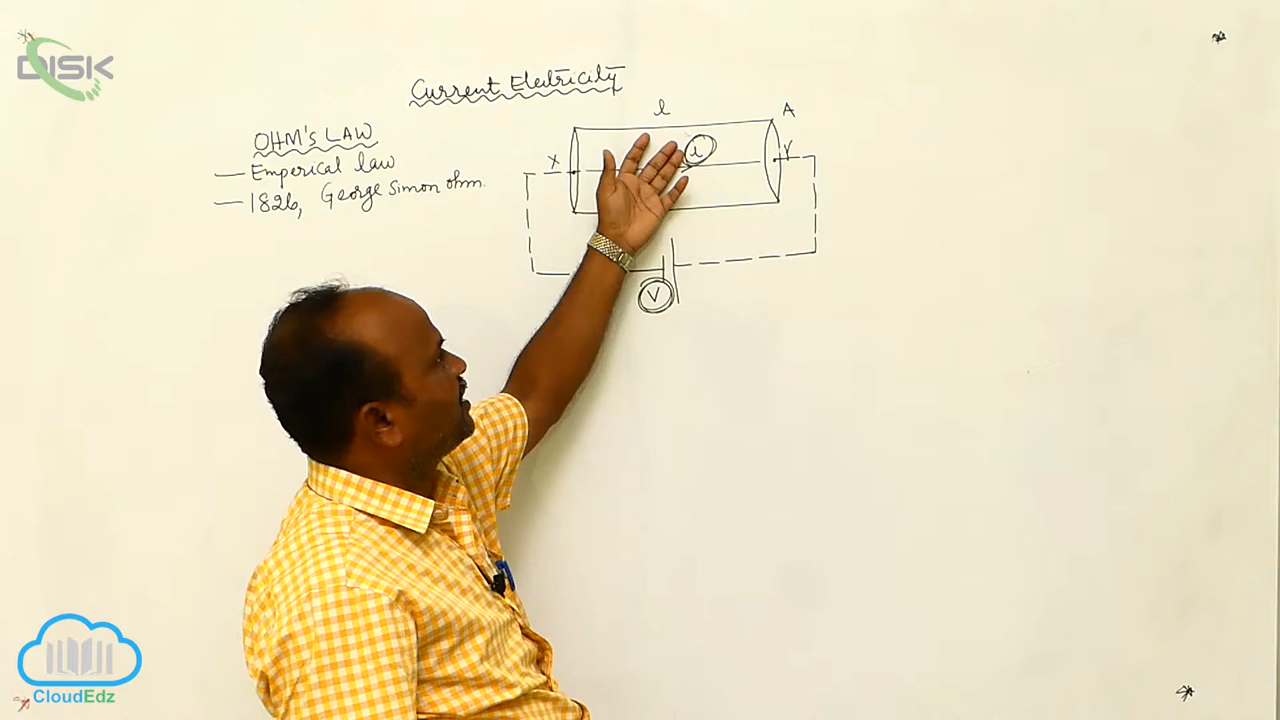 DISK
Current Electricity
OHM's LAW
— Emperical law
— 1826, George Simon ohm.
l
A
X
i
Y
V
CloudEdz